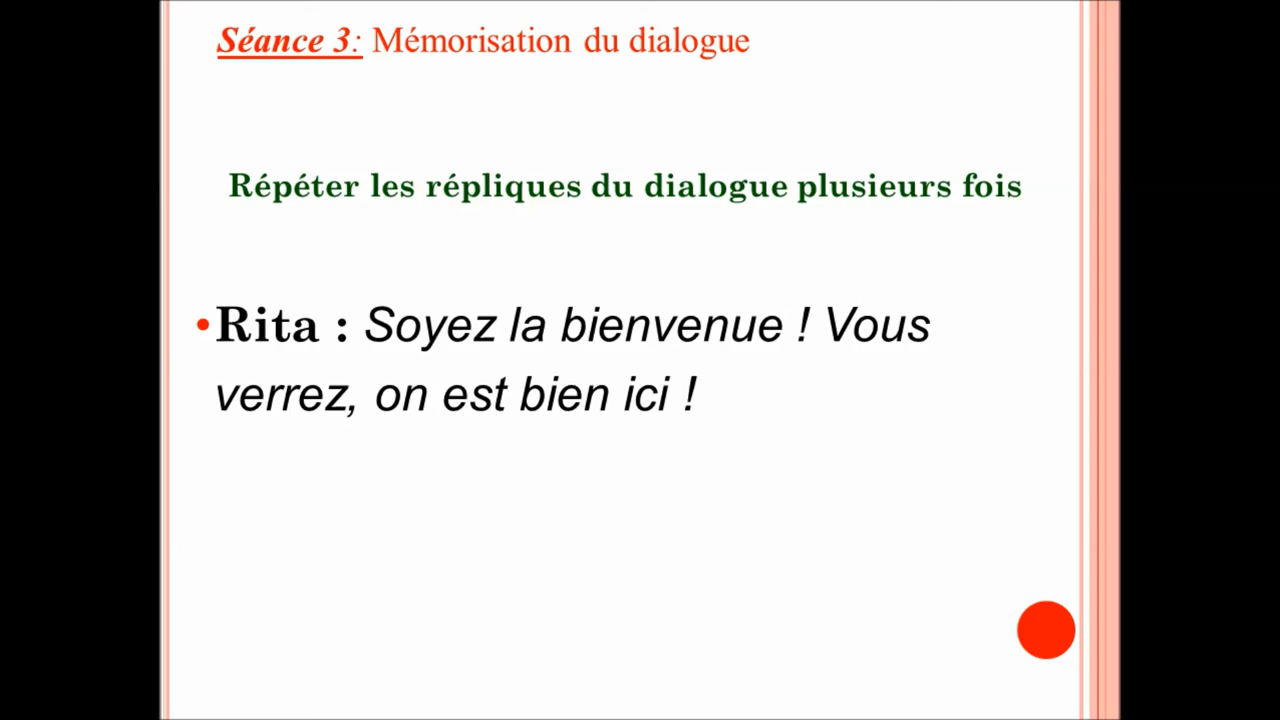 Séance 3: Mémorisation du dialogue
Répéter les répliques du dialogue plusieurs fois
•Rita : Soyez la bienvenue ! Vous
verrez, on est bien ici !